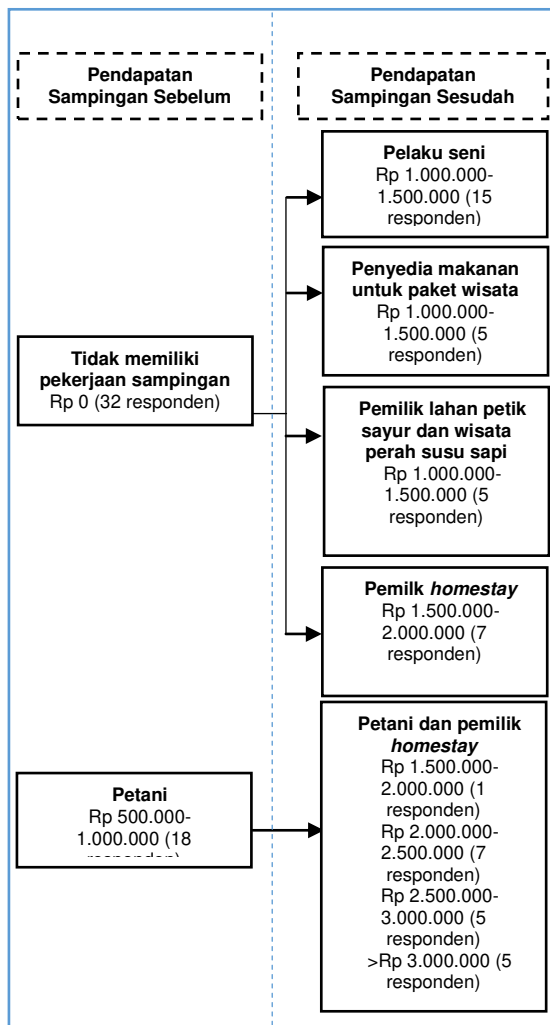 Pendapatan
Sampingan Sebelum
Pendapatan
Sampingan Sesudah
Pelaku seni
Rp 1.000.000-
1.500.000 (15
responden)
Penyedia makanan
untuk paket wisata
Rp 1.000.000-
1.500.000 (5
responden)
Tidak memiliki
pekerjaan sampingan
Rp 0 (32 responden)
Pemilik lahan petik
sayur dan wisata
perah susu sapi
Rp 1.000.000-
1.500.000 (5
responden)
Pemilk homestay
Rp 1.500.000-
2.000.000 (7
responden)
Petani
Rp 500.000-
1.000.000 (18
responden)
Petani dan pemilik
homestay
Rp 1.500.000-
2.000.000 (1
responden)
Rp 2.000.000-
2.500.000 (7
responden)
Rp 2.500.000-
3.000.000 (5
responden)
>Rp 3.000.000 (5
responden)